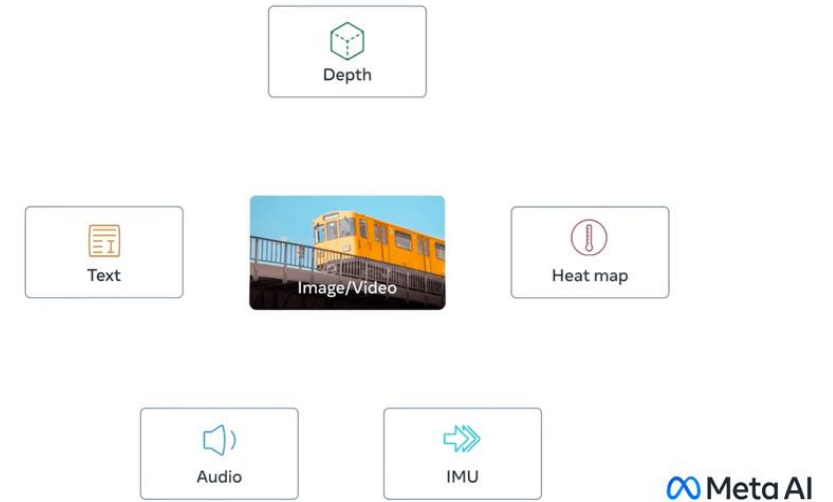 Depth
Text
Image/Video
Heat map
Audio
IMU
Meta AI